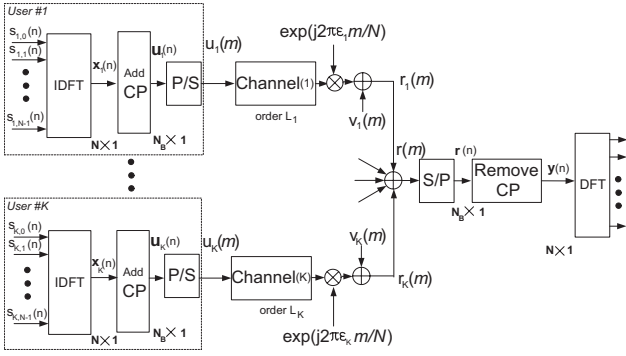 User #1
s1,0(n)
s1,1(n)
s1,N-1(n)
IDFT
x1(n)
N×1
Add
CP
u1(n)
NB×1
P/S
u1(m)
Channel(1)
order L1
exp(j2πε1m/N)
v1(m)
r1(m)
r(m)
S/P
r(n)
NB×1
Remove
CP
y(n)
DFT
N×1
User #K
sK,0(n)
sK,1(n)
sK,N-1(n)
IDFT
xK(n)
N×1
Add
CP
uK(n)
NB×1
P/S
uK(m)
Channel(K)
order LK
exp(j2πεKm/N)
vK(m)
rK(m)